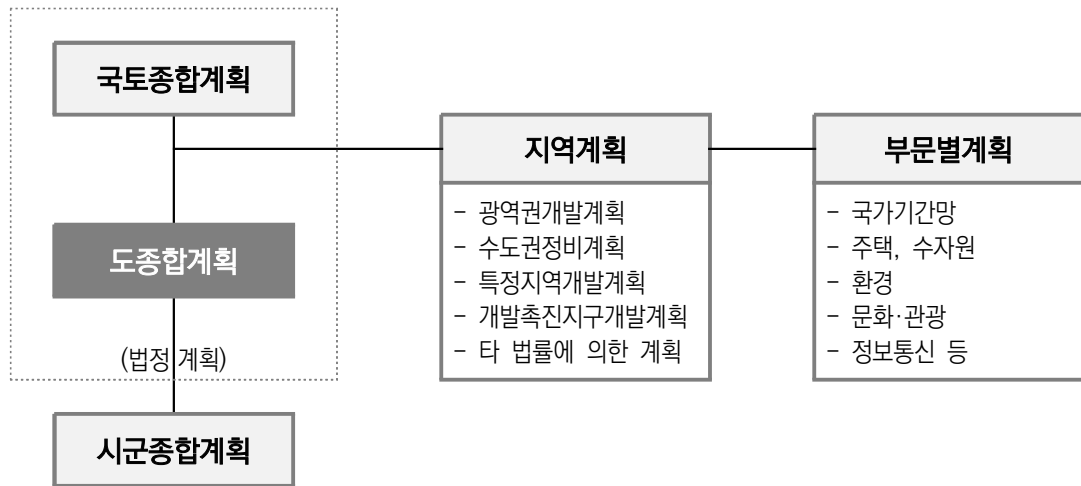 국토종합계획
도종합계획
(법정 계획)
시군종합계획
지역계획
- 광역권개발계획
- 수도권정비계획
- 특정지역개발계획
- 개발촉진지구개발계획
- 타 법률에 의한 계획
부문별계획
- 국가기간망
- 주택, 수자원
- 환경
- 문화·관광
- 정보통신 등